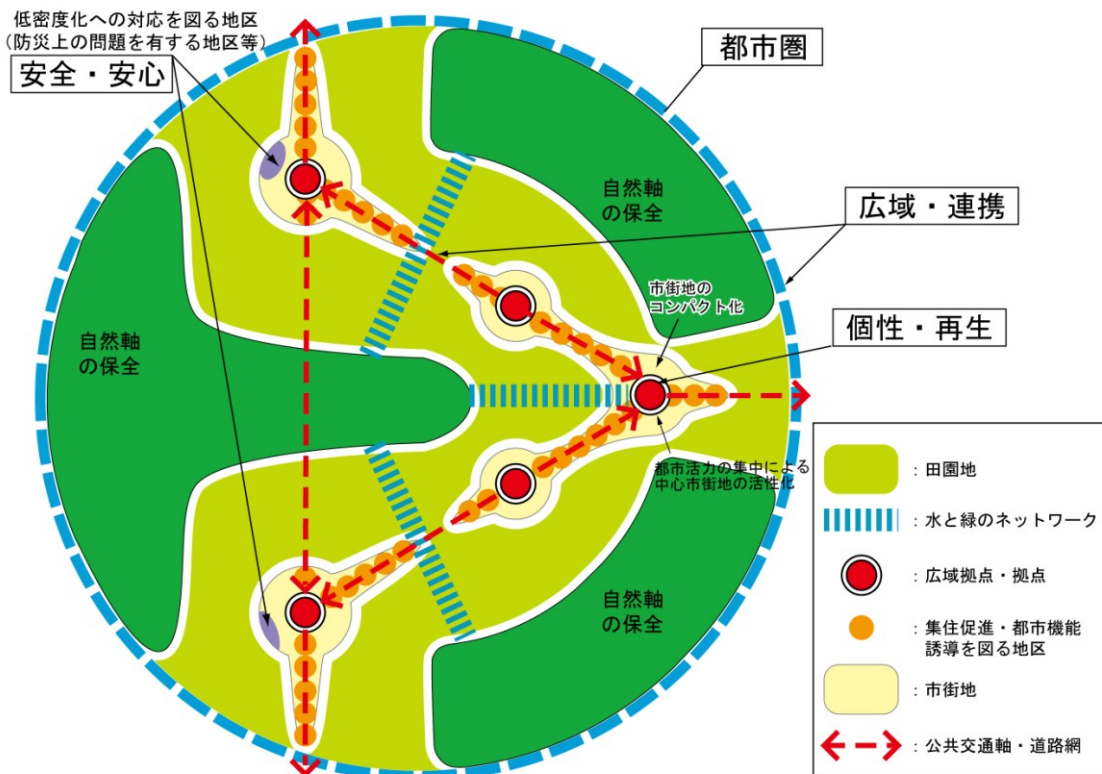 低密度化への対応を図る地区
（防災上の問題を有する地区等）
安全・安心
都市圏
自然軸
の保全
広域・連携
市街地の
コンパクト化
個性・再生
自然軸
の保全
都市活力の集中による
中心市街地の活性化
自然軸
の保全
：田園地
：水と緑のネットワーク
：広域拠点・拠点
：集住促進・都市機能
誘導を図る地区
：市街地
：公共交通軸・道路網